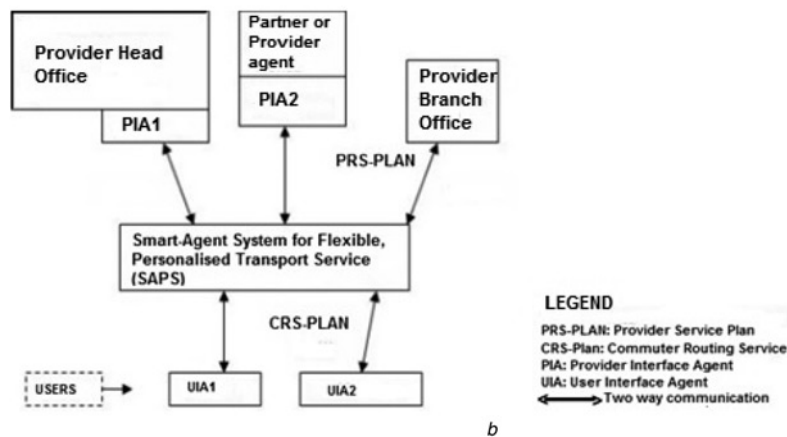 Provider Head
Office
PIA1
Partner or
Provider
agent
PIA2
Provider
Branch
Office
PRS-PLAN
Smart-Agent System for Flexible,
Personalised Transport Service
(SAPS)
CRS-PLAN
USERS
UIA1
UIA2
LEGEND
PRS-PLAN: Provider Service Plan
CRS-Plan: Commuter Routing Service
PIA: Provider Interface Agent
UIA: User Interface Agent
Two way communication
b